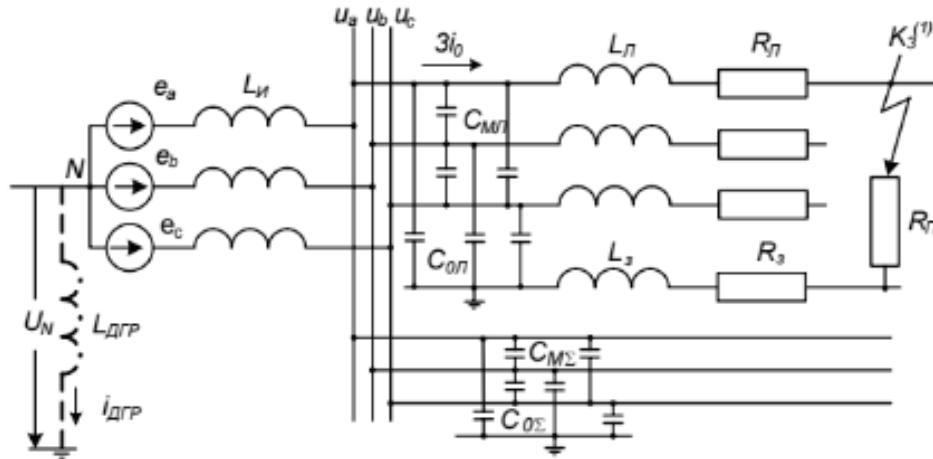 u_a u_b u_c
3i_0
L_Л
R_Л
K_З^(1)
e_a
L_И
C_МЛ
N
e_b
e_c
R_П
C_0Л
L_з
R_з
U_N
L_ДГР
C_МΣ
i_ДГР
C_0Σ